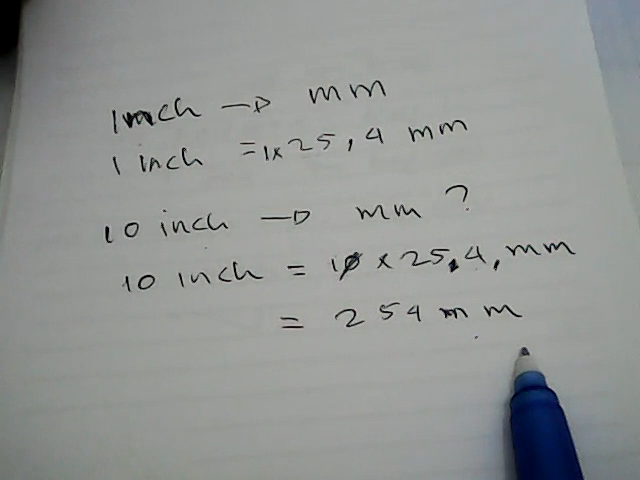 1 inch → mm
1 inch = 1 x 25,4 mm
10 inch → mm ?
10 inch = 10 x 25,4, mm
= 254 mm